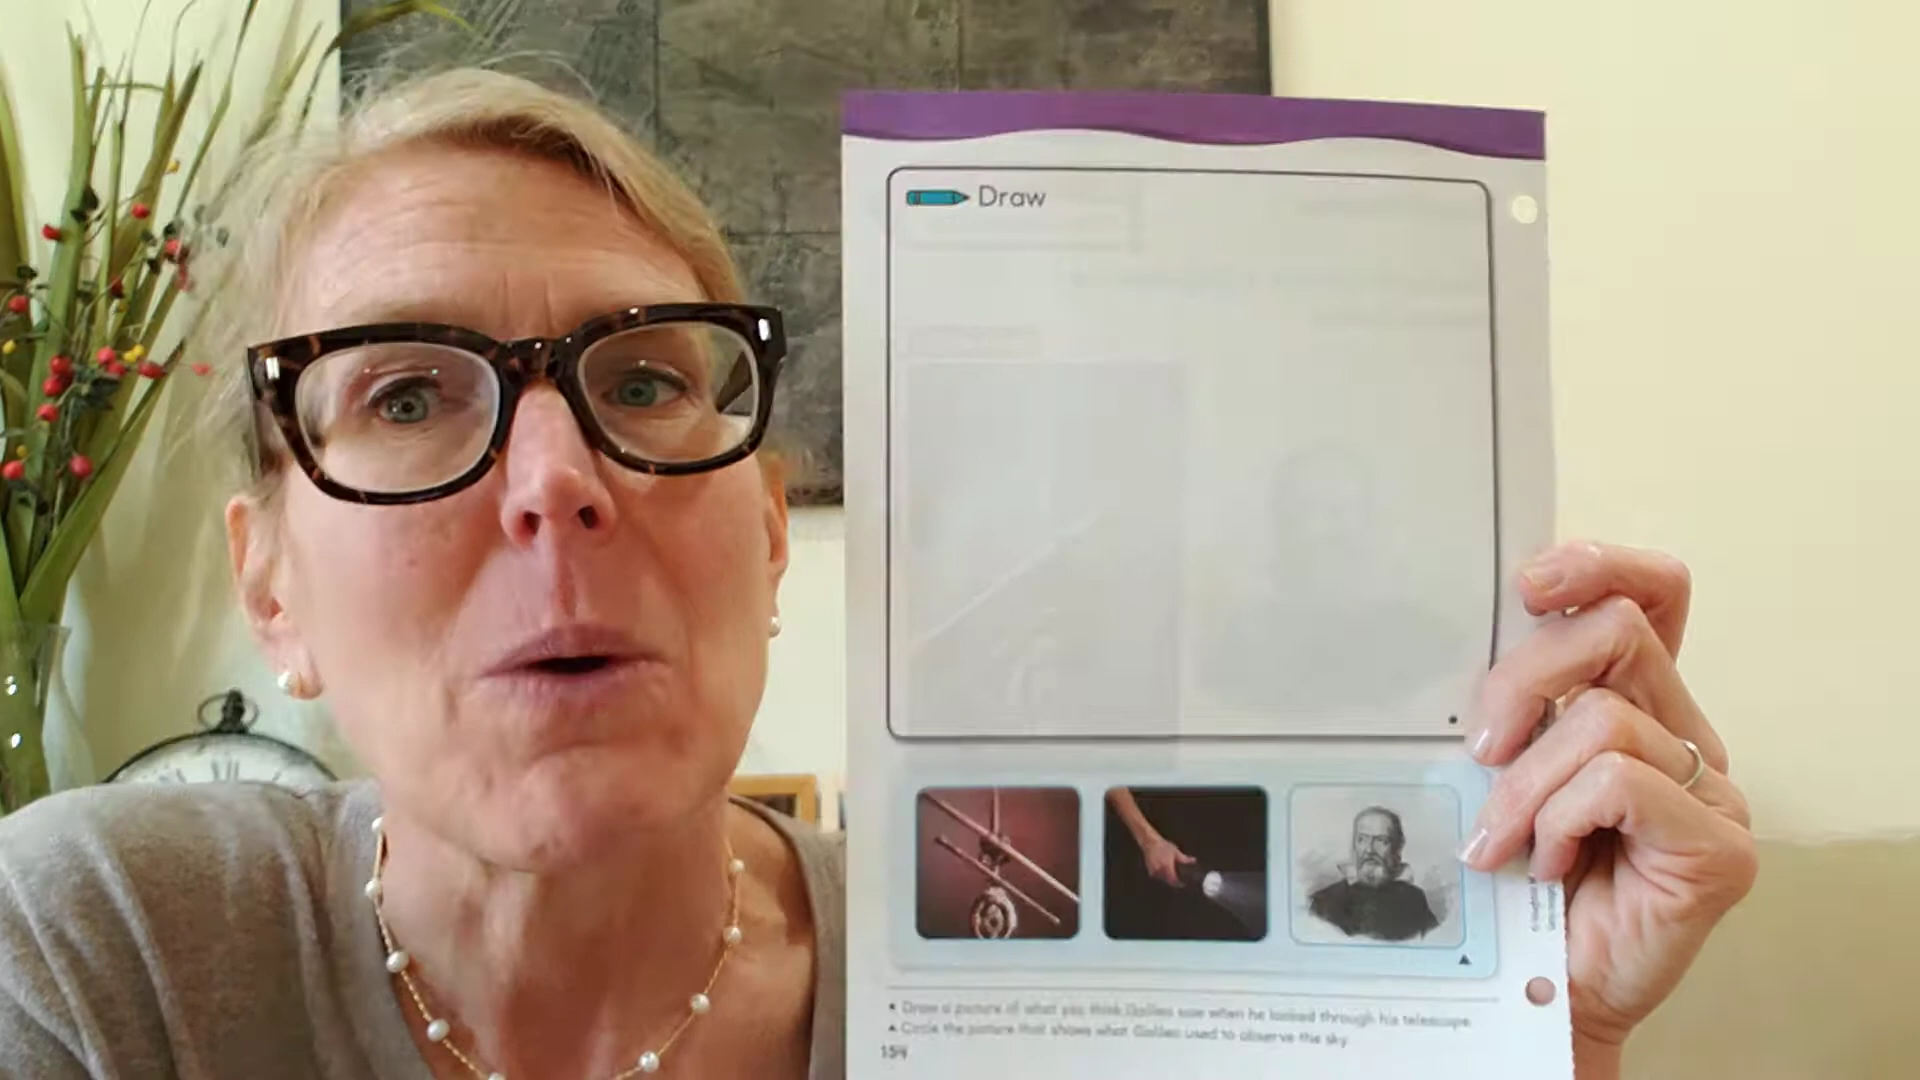 Draw
• Draw a picture of what you think Galileo saw when he looked through his telescope.
▲ Circle the picture that shows what Galileo used to observe the sky.
154